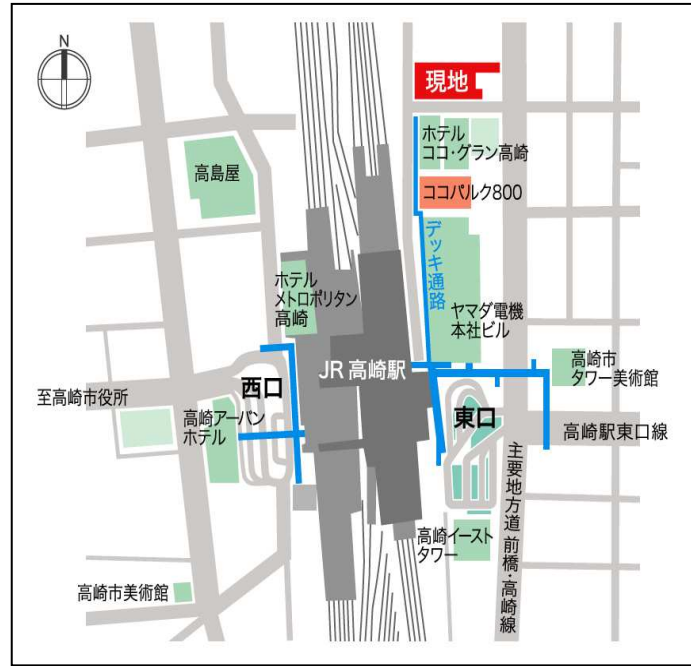 N
現地
ホテル
ココ・グラン高崎
高島屋
ココパルク800
デッキ通路
ホテル
メトロポリタン
高崎
ヤマダ電機
本社ビル
JR 高崎駅
高崎市
タワー美術館
至高崎市役所
西口
東口
高崎アーバン
ホテル
高崎駅東口線
主要地方道 前橋・高崎線
高崎イースト
タワー
高崎市美術館